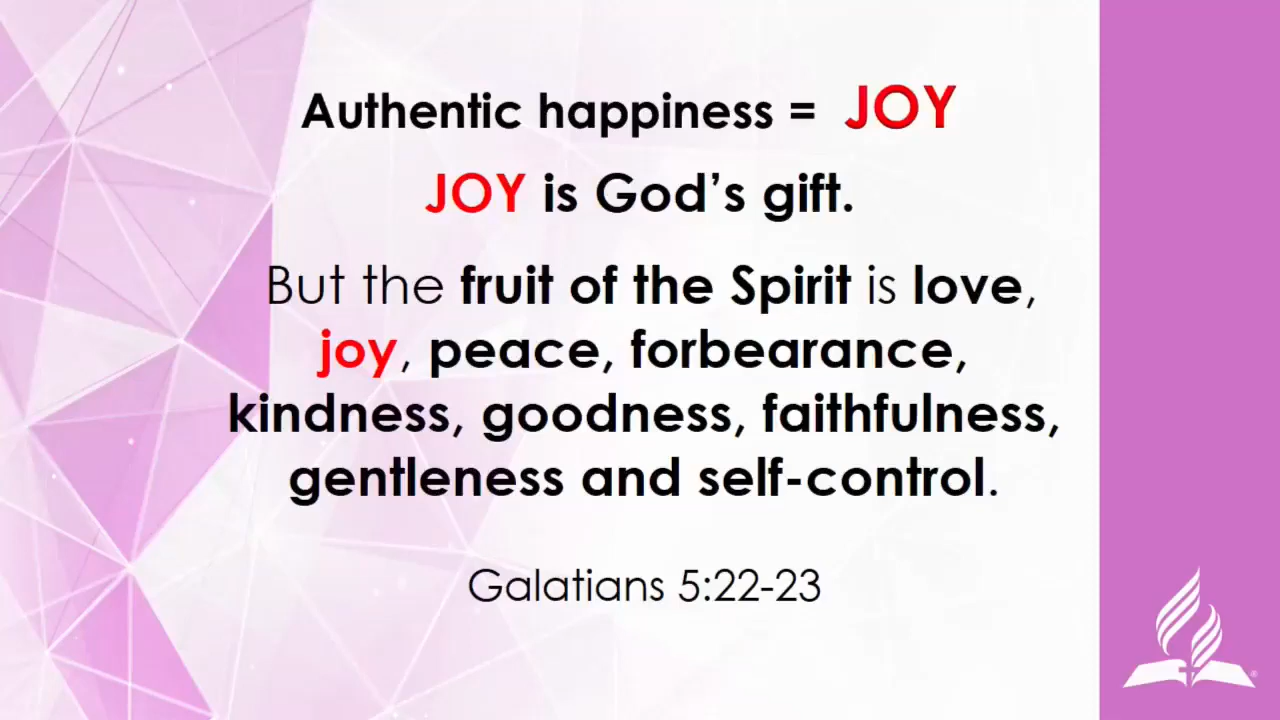 Authentic happiness = JOY
JOY is God’s gift.
But the fruit of the Spirit is love,
joy, peace, forbearance,
kindness, goodness, faithfulness,
gentleness and self-control.
Galatians 5:22-23